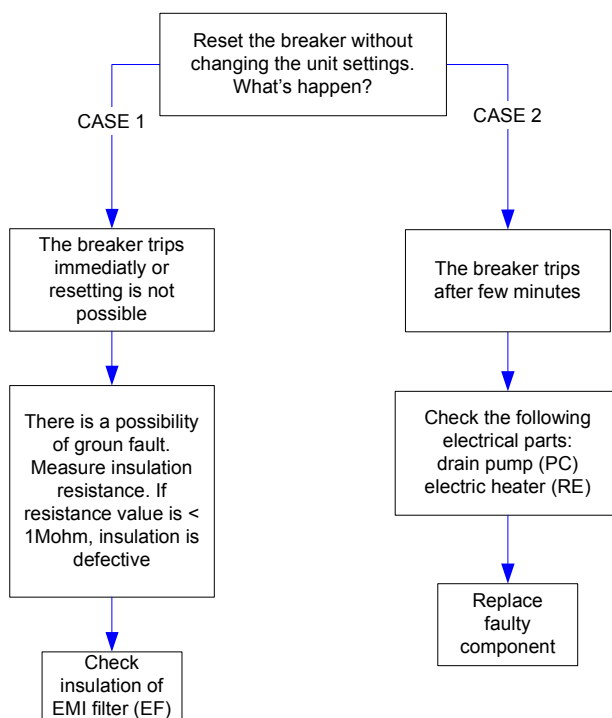 Reset the breaker without
changing the unit settings.
What's happen?
CASE 1
CASE 2
The breaker trips
immediatly or
resetting is not
possible
The breaker trips
after few minutes
There is a possibility
of groun fault.
Measure insulation
resistance. If
resistance value is <
1Mohm, insulation is
defective
Check the following
electrical parts:
drain pump (PC)
electric heater (RE)
Check
insulation of
EMI filter (EF)
Replace
faulty
component